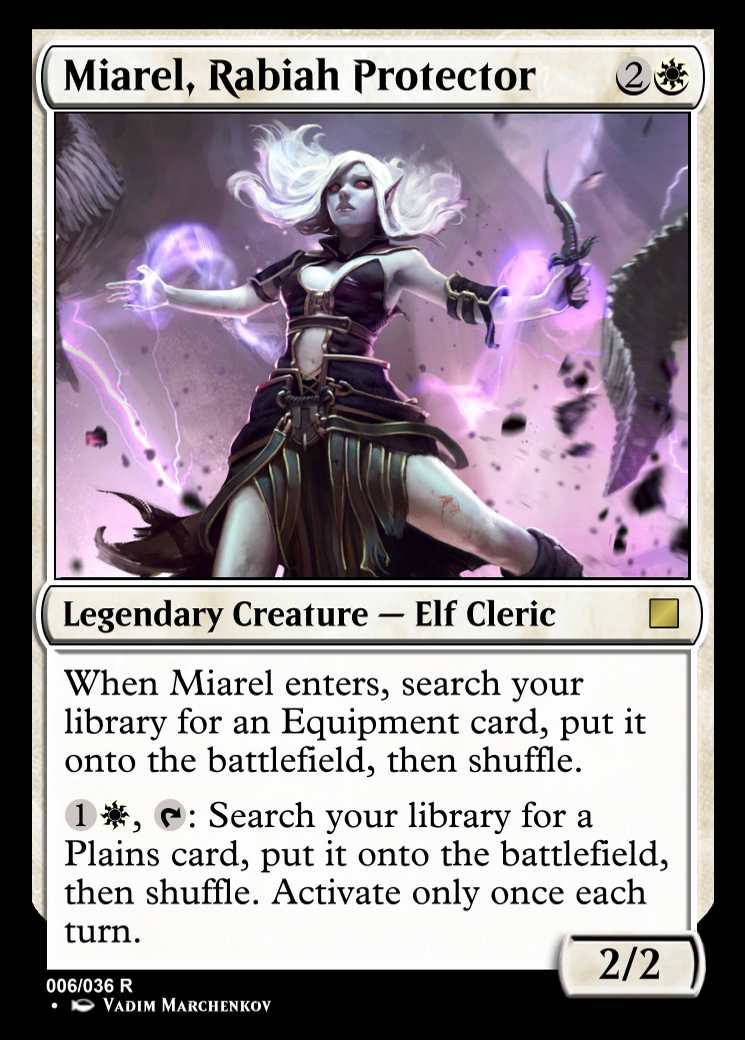 Miarel, Rabiah Protector 2
Legendary Creature — Elf Cleric
When Miarel enters, search your
library for an Equipment card, put it
onto the battlefield, then shuffle.
1, : Search your library for a
Plains card, put it onto the battlefield,
then shuffle. Activate only once each
turn.
2/2
006/036 R
• Vadim Marchenkov